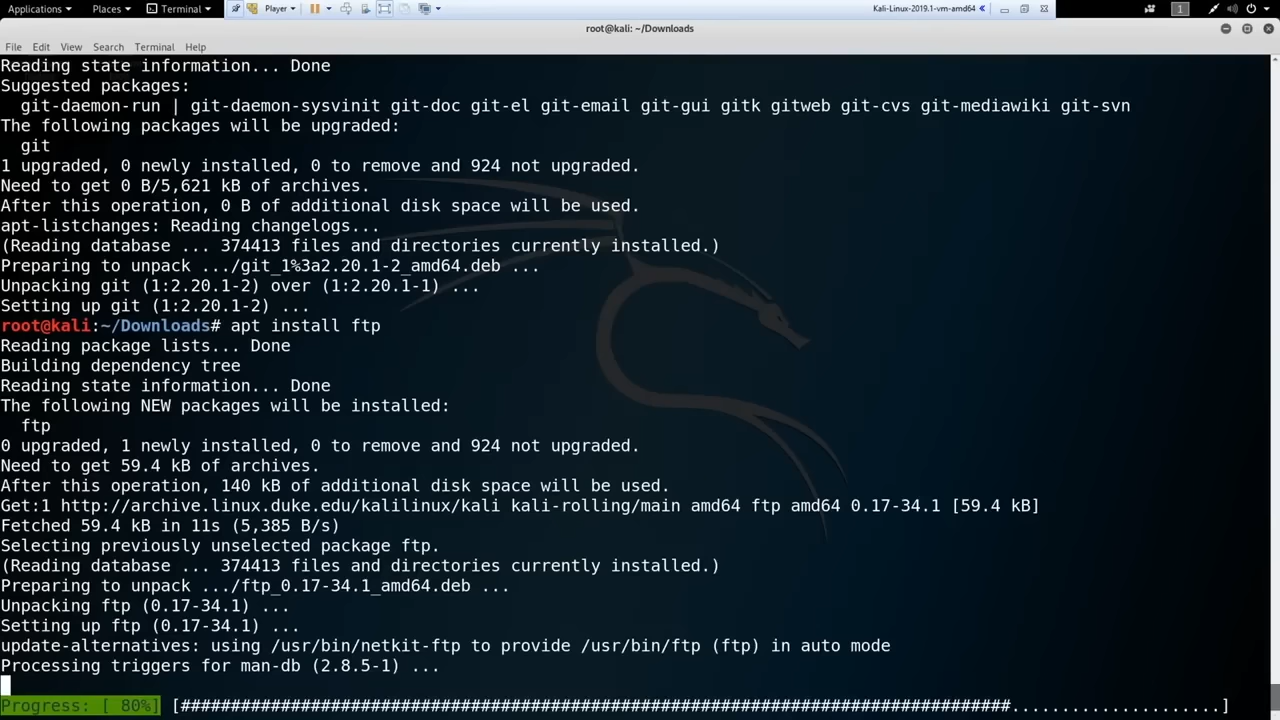 Applications Places Terminal Player Kali-Linux-2019.1-vm-amd64 1
root@kali: ~/Downloads
File Edit View Search Terminal Help
Reading state information... Done
Suggested packages:
git-daemon-run | git-daemon-sysvinit git-doc git-el git-email git-gui gitk gitweb git-cvs git-mediawiki git-svn
The following packages will be upgraded:
git
1 upgraded, 0 newly installed, 0 to remove and 924 not upgraded.
Need to get 0 B/5,621 kB of archives.
After this operation, 0 B of additional disk space will be used.
apt-listchanges: Reading changelogs...
(Reading database ... 374413 files and directories currently installed.)
Preparing to unpack .../git_1%3a2.20.1-2_amd64.deb ...
Unpacking git (1:2.20.1-2) over (1:2.20.1-1) ...
Setting up git (1:2.20.1-2) ...
root@kali:~/Downloads# apt install ftp
Reading package lists... Done
Building dependency tree
Reading state information... Done
The following NEW packages will be installed:
ftp
0 upgraded, 1 newly installed, 0 to remove and 924 not upgraded.
Need to get 59.4 kB of archives.
After this operation, 140 kB of additional disk space will be used.
Get:1 http://archive.linux.duke.edu/kalilinux/kali kali-rolling/main amd64 ftp amd64 0.17-34.1 [59.4 kB]
Fetched 59.4 kB in 11s (5,385 B/s)
Selecting previously unselected package ftp.
(Reading database ... 374413 files and directories currently installed.)
Preparing to unpack .../ftp_0.17-34.1_amd64.deb ...
Unpacking ftp (0.17-34.1) ...
Setting up ftp (0.17-34.1) ...
update-alternatives: using /usr/bin/netkit-ftp to provide /usr/bin/ftp (ftp) in auto mode
Processing triggers for man-db (2.8.5-1) ...
Progress: [ 80%] [###################################################################################.....................]